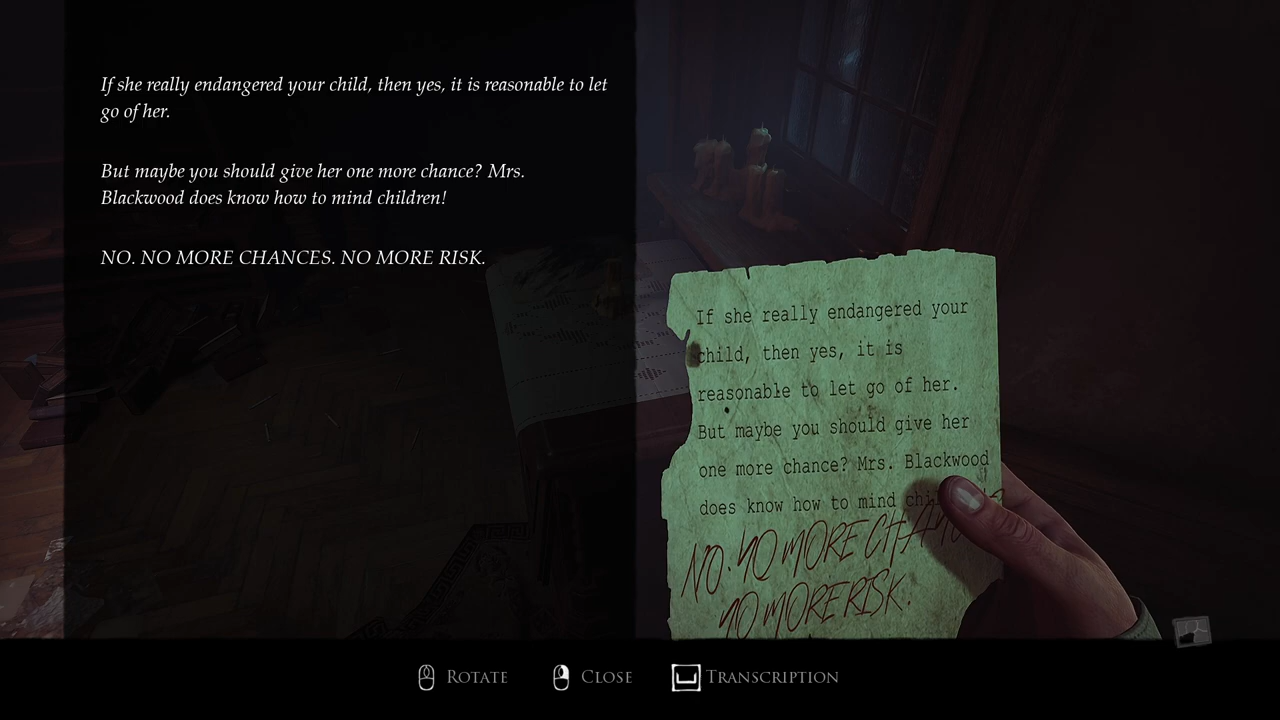 If she really endangered your child, then yes, it is reasonable to let
go of her.
But maybe you should give her one more chance? Mrs.
Blackwood does know how to mind children!
NO. NO MORE CHANCES. NO MORE RISK.
If she really endangered your
child, then yes, it is
reasonable to let go of her.
But maybe you should give her
one more chance? Mrs. Blackwood
does know how to mind
NO. NO MORE
NO MORE RISK.
ROTATE
CLOSE
TRANSCRIPTION